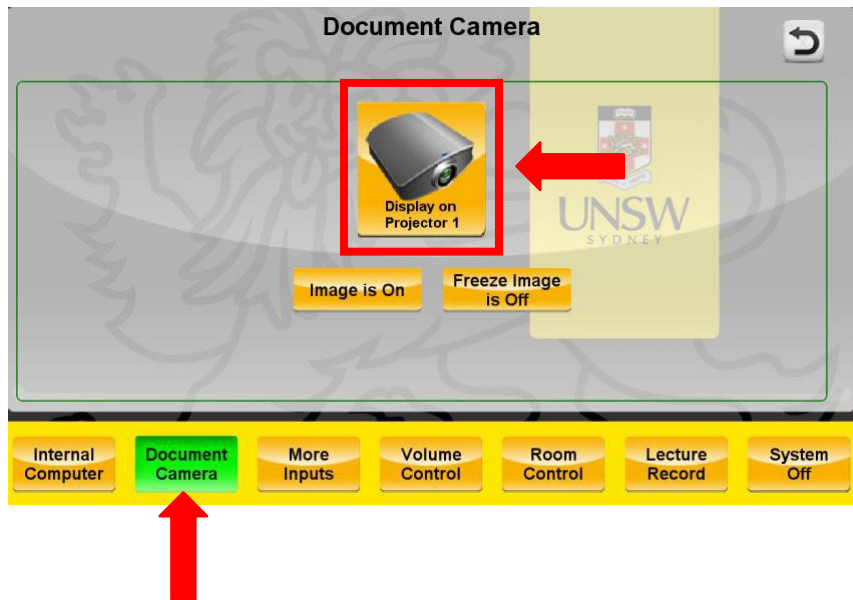 Document Camera
Display on
Projector 1
UNSW
SYDNEY
Image is On
Freeze Image
is Off
Internal
Computer
Document
Camera
More
Inputs
Volume
Control
Room
Control
Lecture
Record
System
Off